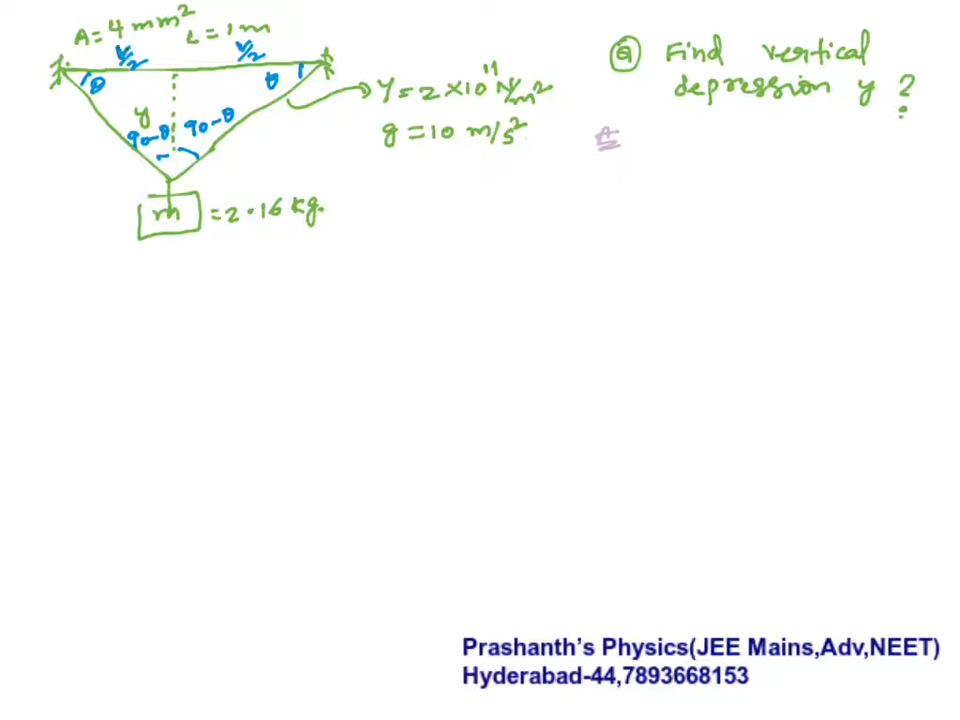 A = 4 mm² L = 1 m
L/2 L/2
θ θ
y
90-θ 90-θ
m = 2.16 kg.
Y = 2 × 10¹¹ N/m²
g = 10 m/s²
Q Find vertical
depression y ?
A
Prashanth's Physics(JEE Mains,Adv,NEET)
Hyderabad-44,7893668153